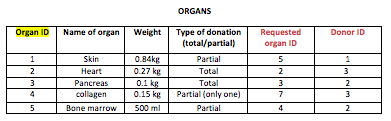 ORGANS
Organ ID Name of organ Weight Type of donation (total/partial) Requested organ ID Donor ID
1 Skin 0.84kg Partial 5 1
2 Heart 0.27 kg Total 2 3
3 Pancreas 0.1 kg Total 3 2
4 collagen 0.15 kg Partial (only one) 7 3
5 Bone marrow 500 ml Partial 4 2